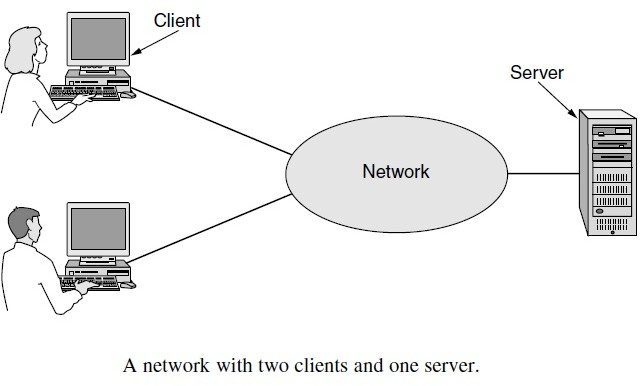 Client
Server
Network
A network with two clients and one server.